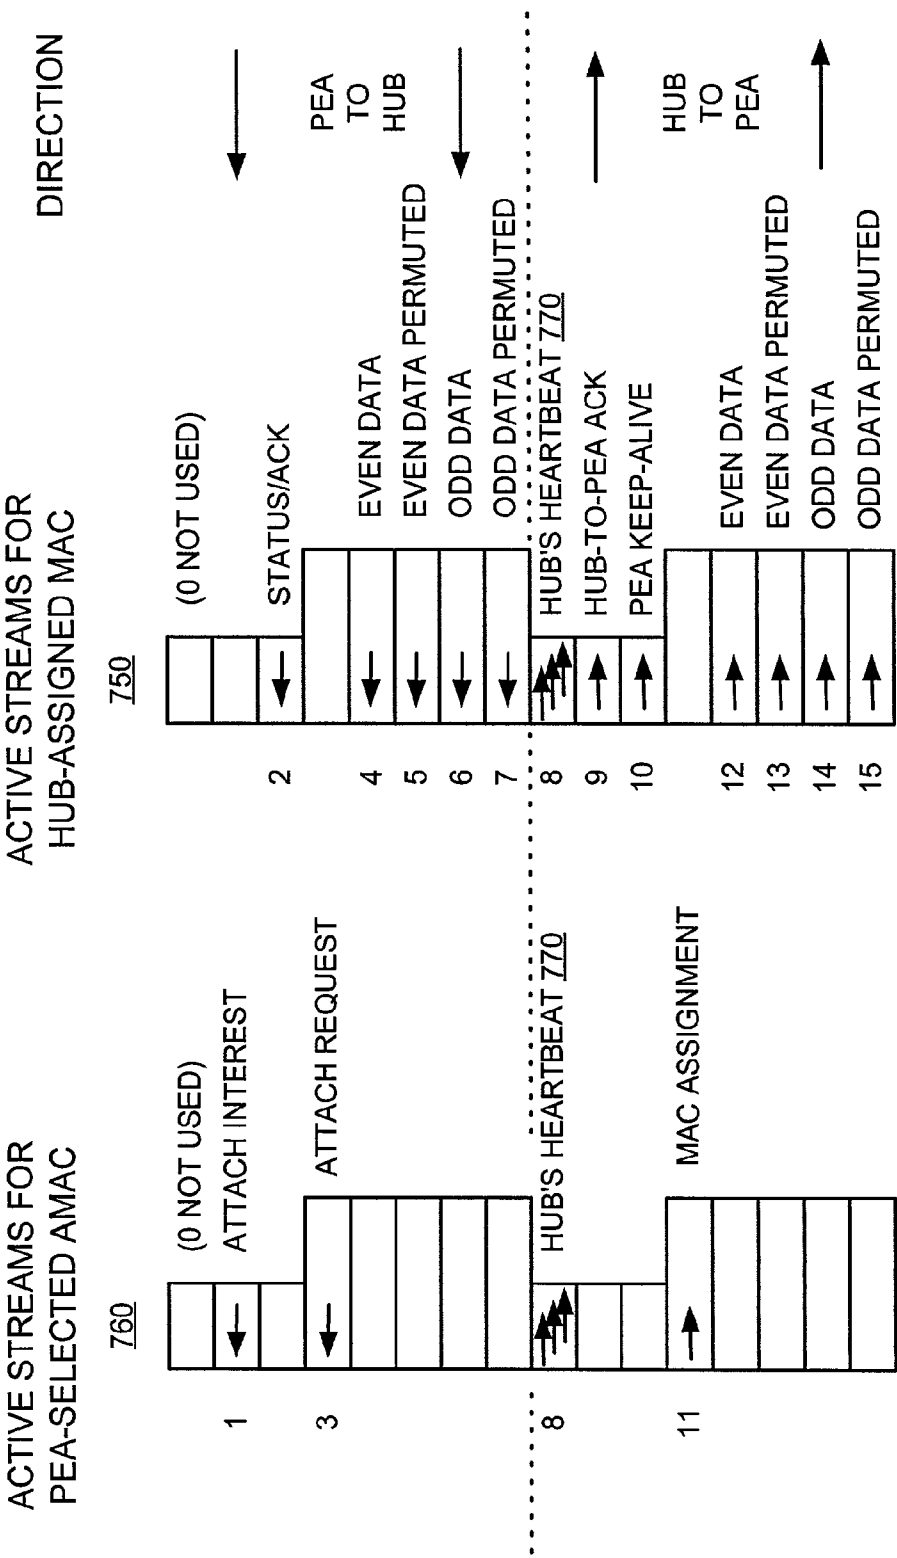 ACTIVE STREAMS FOR
PEA-SELECTED AMAC
760
(0 NOT USED)
1 ATTACH INTEREST
3 ATTACH REQUEST
8 HUB'S HEARTBEAT 770
11 MAC ASSIGNMENT
ACTIVE STREAMS FOR
HUB-ASSIGNED MAC
750
(0 NOT USED)
2 STATUS/ACK
4 EVEN DATA
5 EVEN DATA PERMUTED
6 ODD DATA
7 ODD DATA PERMUTED
8 HUB'S HEARTBEAT 770
9 HUB-TO-PEA ACK
10 PEA KEEP-ALIVE
12 EVEN DATA
13 EVEN DATA PERMUTED
14 ODD DATA
15 ODD DATA PERMUTED
DIRECTION
PEA
TO
HUB
HUB
TO
PEA